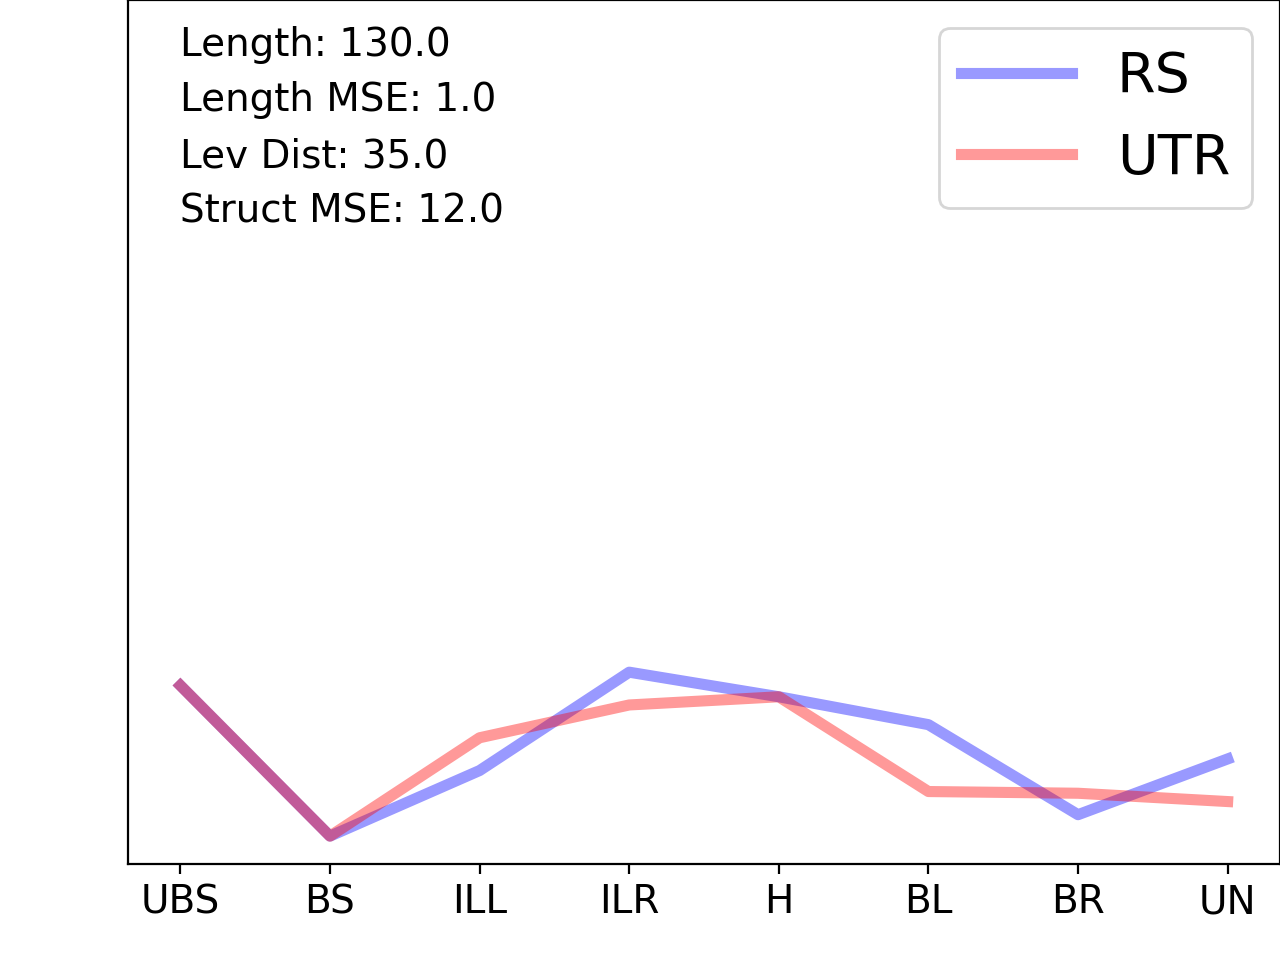 Length: 130.0
Length MSE: 1.0
Lev Dist: 35.0
Struct MSE: 12.0
RS
UTR
UBS BS ILL ILR H BL BR UN